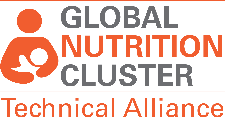 GLOBAL
NUTRITION
CLUSTER
Technical Alliance